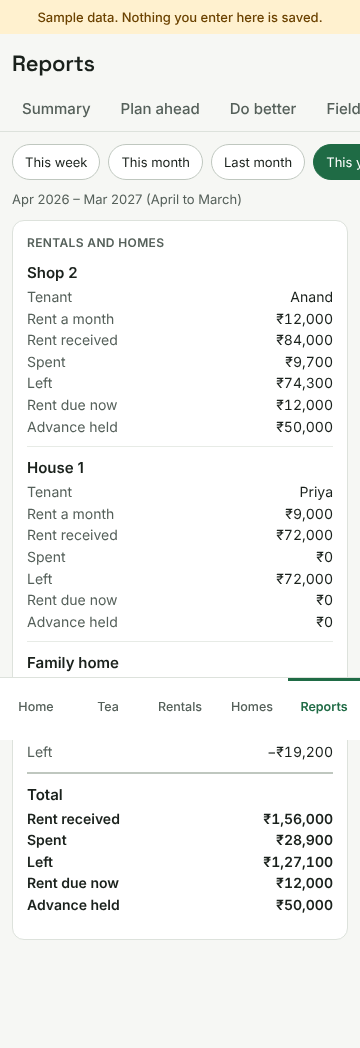 Sample data. Nothing you enter here is saved.
Reports
Summary Plan ahead Do better Field
This week This month Last month This y
Apr 2026 – Mar 2027 (April to March)
RENTALS AND HOMES
Shop 2
Tenant Anand
Rent a month ₹12,000
Rent received ₹84,000
Spent ₹9,700
Left ₹74,300
Rent due now ₹12,000
Advance held ₹50,000
House 1
Tenant Priya
Rent a month ₹9,000
Rent received ₹72,000
Spent ₹0
Left ₹72,000
Rent due now ₹0
Advance held ₹0
Family home
Home Tea Rentals Homes Reports
Left −₹19,200
Total
Rent received ₹1,56,000
Spent ₹28,900
Left ₹1,27,100
Rent due now ₹12,000
Advance held ₹50,000